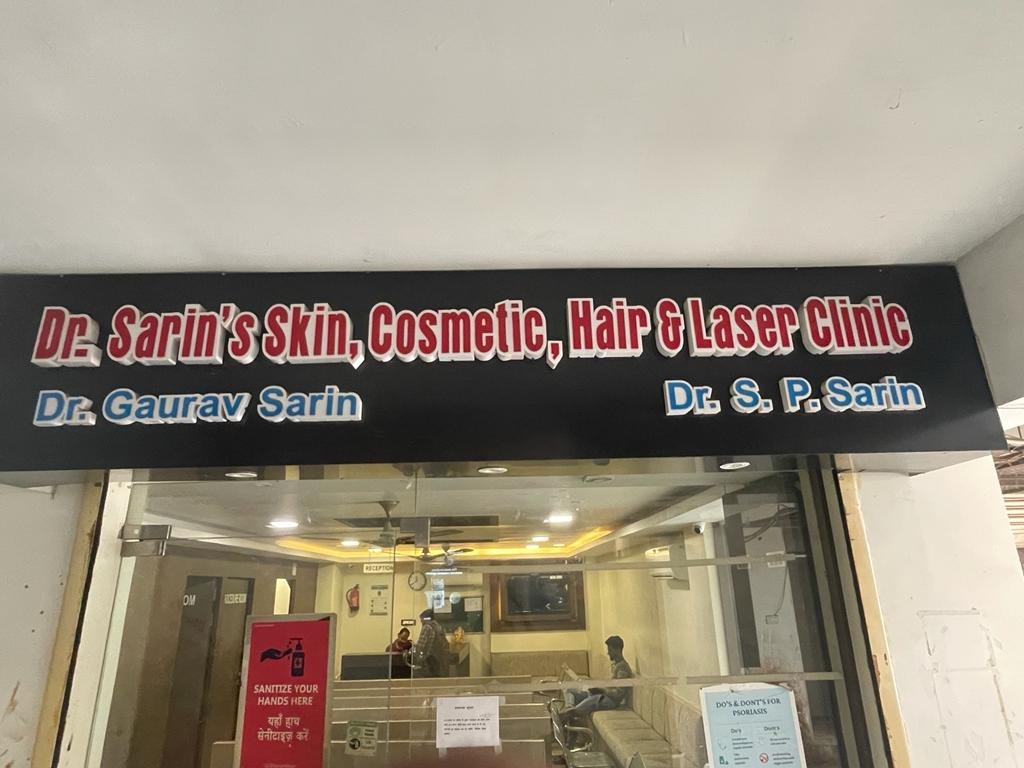 Dr. Sarin's Skin, Cosmetic, Hair & Laser Clinic
Dr. Gaurav Sarin
Dr. S. P. Sarin
RECEPTION
SANITIZE YOUR
HANDS HERE
यहाँ हाथ
सेनीटाइज़ करें
DO'S & DONT'S FOR
PSORIASIS
Do's
Dont's